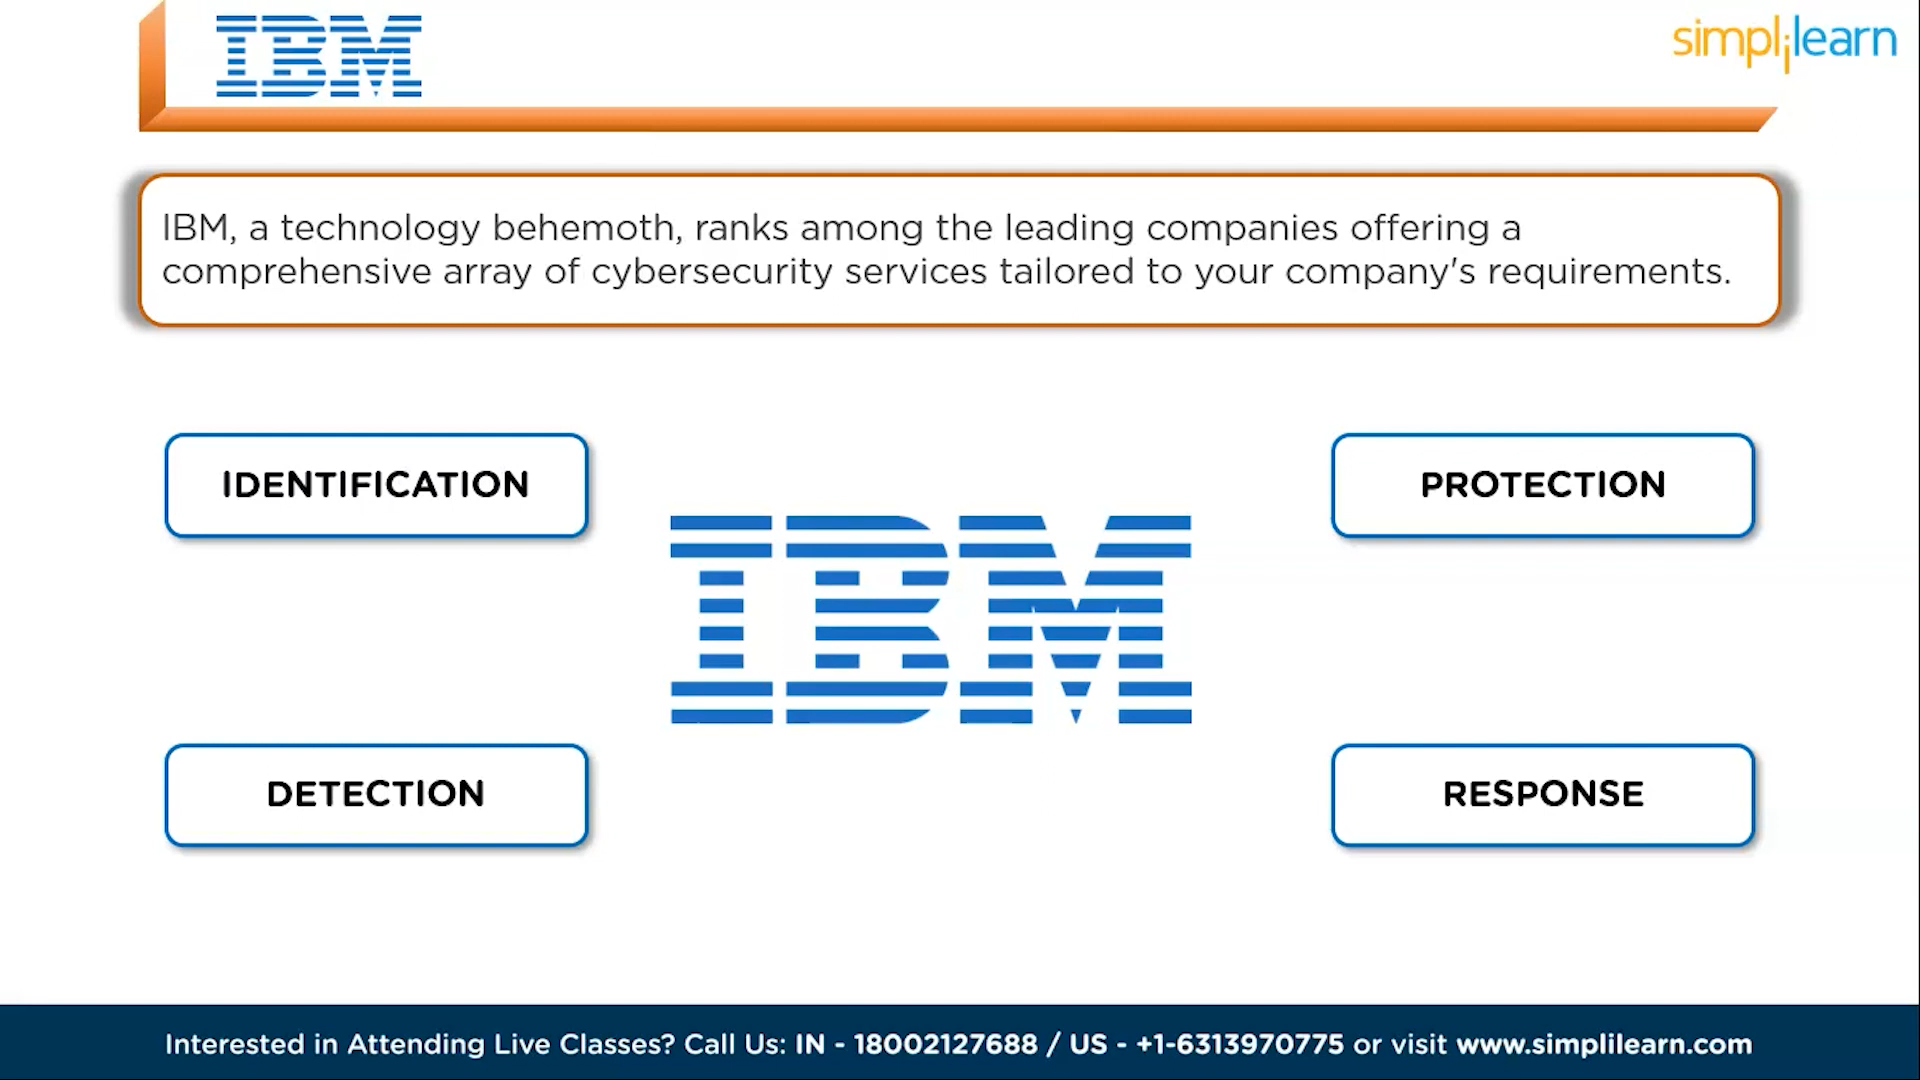 IBM
simplilearn
IBM, a technology behemoth, ranks among the leading companies offering a
comprehensive array of cybersecurity services tailored to your company's requirements.
IDENTIFICATION
PROTECTION
IBM
DETECTION
RESPONSE
Interested in Attending Live Classes? Call Us: IN - 18002127688 / US - +1-6313970775 or visit www.simplilearn.com